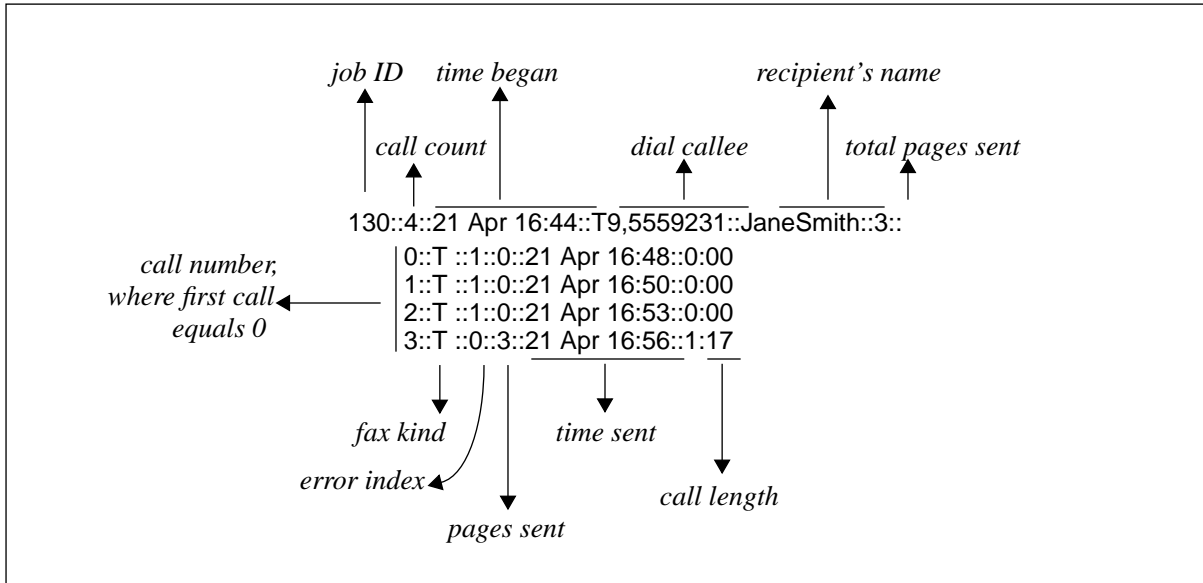 job ID
time began
recipient's name
call count
dial callee
total pages sent
130::4::21 Apr 16:44::T9,5559231::JaneSmith::3::
0::T ::1::0::21 Apr 16:48::0:00
call number,
where first call
equals 0
1::T ::1::0::21 Apr 16:50::0:00
2::T ::1::0::21 Apr 16:53::0:00
3::T ::0::3::21 Apr 16:56::1:17
fax kind
time sent
error index
call length
pages sent